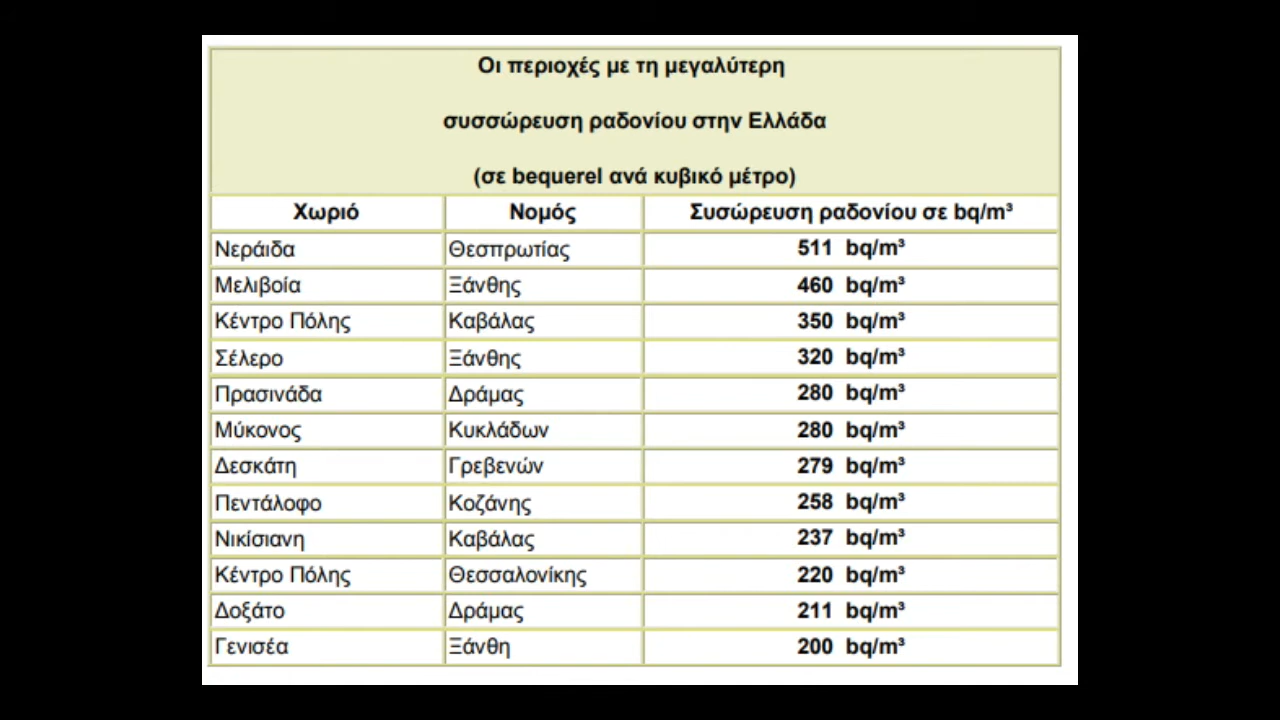 Οι περιοχές με τη μεγαλύτερη
συσσώρευση ραδονίου στην Ελλάδα
(σε bequerel ανά κυβικό μέτρο)
Χωριό Νομός Συσώρευση ραδονίου σε bq/m³
Νεράιδα Θεσπρωτίας 511 bq/m³
Μελιβοία Ξάνθης 460 bq/m³
Κέντρο Πόλης Καβάλας 350 bq/m³
Σέλερο Ξάνθης 320 bq/m³
Πρασινάδα Δράμας 280 bq/m³
Μύκονος Κυκλάδων 280 bq/m³
Δεσκάτη Γρεβενών 279 bq/m³
Πεντάλοφο Κοζάνης 258 bq/m³
Νικίσιανη Καβάλας 237 bq/m³
Κέντρο Πόλης Θεσσαλονίκης 220 bq/m³
Δοξάτο Δράμας 211 bq/m³
Γενισέα Ξάνθη 200 bq/m³